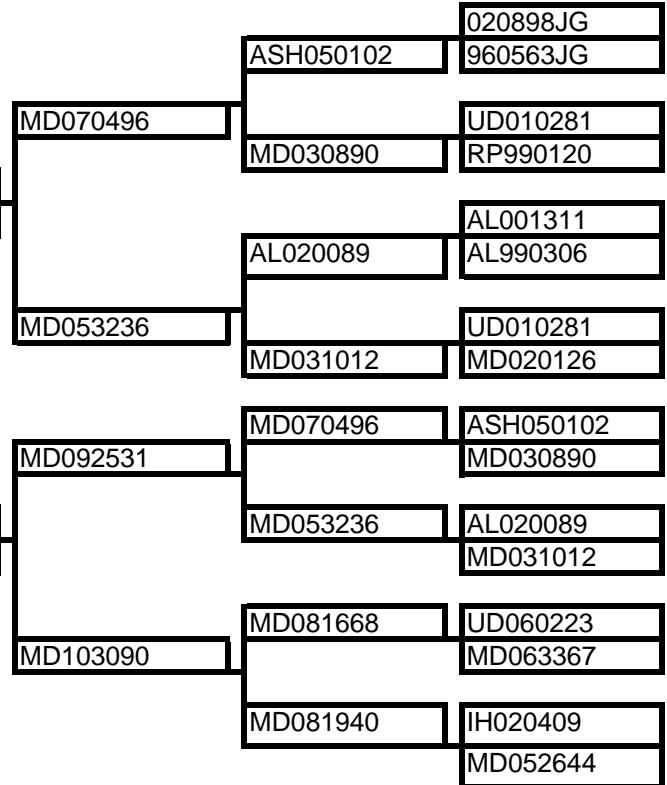 020898JG
ASH050102
960563JG
MD070496
UD010281
MD030890
RP990120
AL001311
AL020089
AL990306
MD053236
UD010281
MD031012
MD020126
MD070496
ASH050102
MD092531
MD030890
MD053236
AL020089
MD031012
MD081668
UD060223
MD103090
MD063367
MD081940
IH020409
MD052644